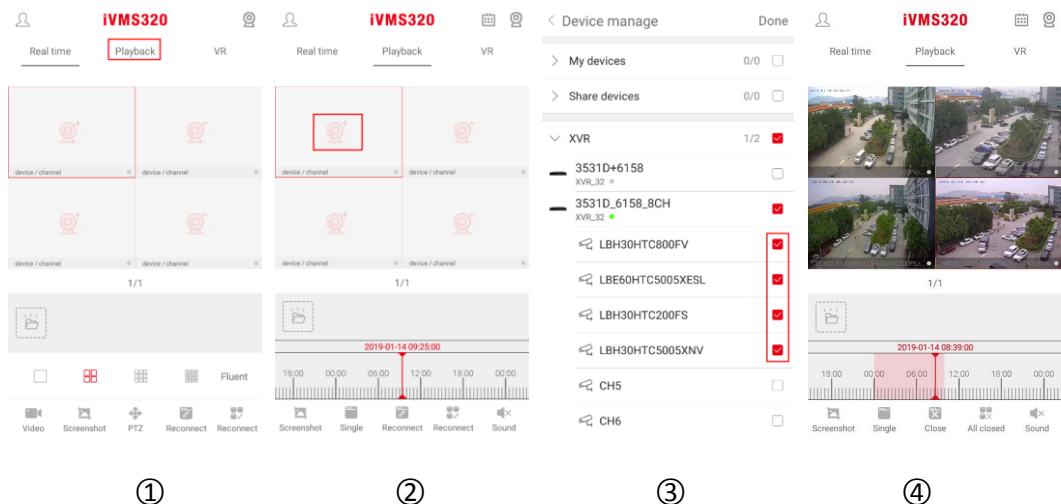 iVMS320
Real time Playback VR
device / channel device / channel
device / channel device / channel
1/1
Fluent
Video Screenshot PTZ Reconnect Reconnect
①
iVMS320
Real time Playback VR
device / channel device / channel
device / channel device / channel
1/1
2019-01-14 09:25:00
18:00 00:00 06:00 12:00 18:00 00:00
Screenshot Single Reconnect Reconnect Sound
②
Device manage Done
My devices 0/0
Share devices 0/0
XVR 1/2
3531D+6158
XVR_32
3531D_6158_8CH
XVR_32
LBH30HTC800FV
LBE60HTC5005XESL
LBH30HTC200FS
LBH30HTC5005XNV
CH5
CH6
③
iVMS320
Real time Playback VR
1/1
2019-01-14 08:39:00
18:00 00:00 06:00 12:00 18:00 00:00
Screenshot Single Close All closed Sound
④